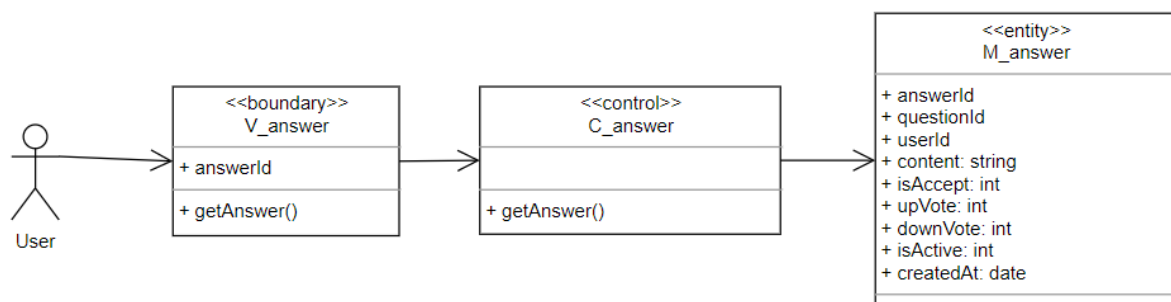 User
<<boundary>>
V_answer
+ answerId
+ getAnswer()
<<control>>
C_answer
+ getAnswer()
<<entity>>
M_answer
+ answerId
+ questionId
+ userId
+ content: string
+ isAccept: int
+ upVote: int
+ downVote: int
+ isActive: int
+ createdAt: date